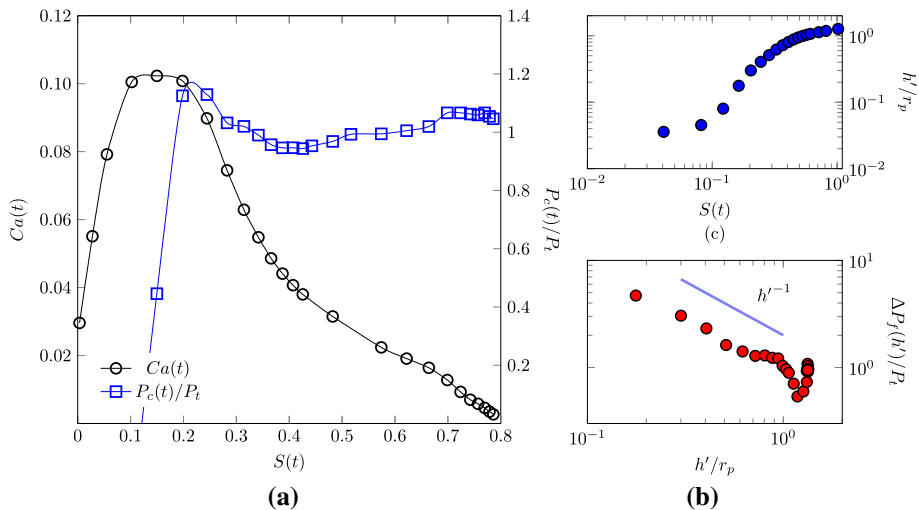 0.12
0.10
0.08
0.06
0.04
0.02
Ca(t)
0 0.1 0.2 0.3 0.4 0.5 0.6 0.7 0.8
S(t)
1.4
1.2
1
0.8
0.6
0.4
0.2
P_c(t)/P_t
Ca(t)
P_c(t)/P_t
(a)
10^0
10^{-1}
10^{-2}
h′/r_p
10^{-2} 10^{-1} 10^0
S(t)
(c)
10^1
10^0
ΔP_f(h′)/P_t
h′^{-1}
10^{-1} 10^0
h′/r_p
(b)